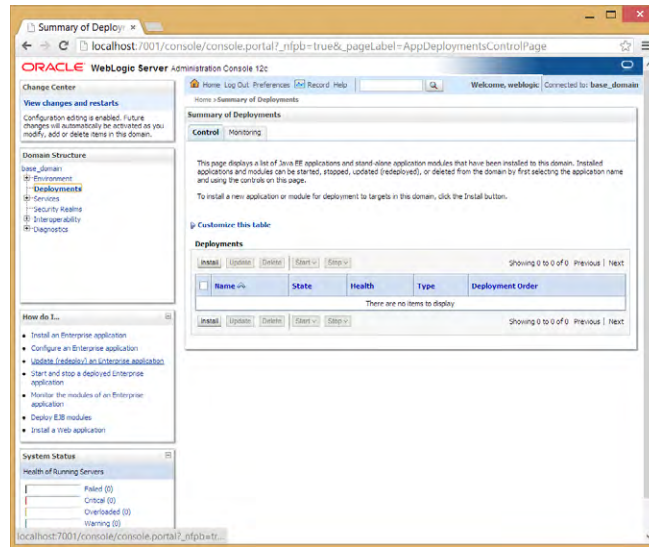 Summary of Deploy
localhost:7001/console/console.portal?_nfpb=true&_pageLabel=AppDeploymentsControlPage
ORACLE WebLogic Server Administration Console 12c
Change Center
View changes and restarts
Configuration editing is enabled. Future
changes will automatically be activated as you
modify, add or delete items in this domain.
Domain Structure
base_domain
Environment
Deployments
Services
Security Realms
Interoperability
Diagnostics
How do I...
Install an Enterprise application
Configure an Enterprise application
Update (redeploy) an Enterprise application
Start and stop a deployed Enterprise
application
Monitor the modules of an Enterprise
application
Deploy EJB modules
Install a Web application
System Status
Health of Running Servers
Failed (0)
Critical (0)
Overloaded (0)
Warning (0)
localhost:7001/console/console.portal?_nfpb=tr...
Home Log Out Preferences Record Help
Welcome, weblogic Connected to: base_domain
Home >Summary of Deployments
Summary of Deployments
Control Monitoring
This page displays a list of Java EE applications and stand-alone application modules that have been installed to this domain. Installed
applications and modules can be started, stopped, updated (redeployed), or deleted from the domain by first selecting the application name
and using the controls on this page.
To install a new application or module for deployment to targets in this domain, click the Install button.
Customize this table
Deployments
Install Update Delete Start Stop Showing 0 to 0 of 0 Previous | Next
Name State Health Type Deployment Order
There are no items to display
Install Update Delete Start Stop Showing 0 to 0 of 0 Previous | Next